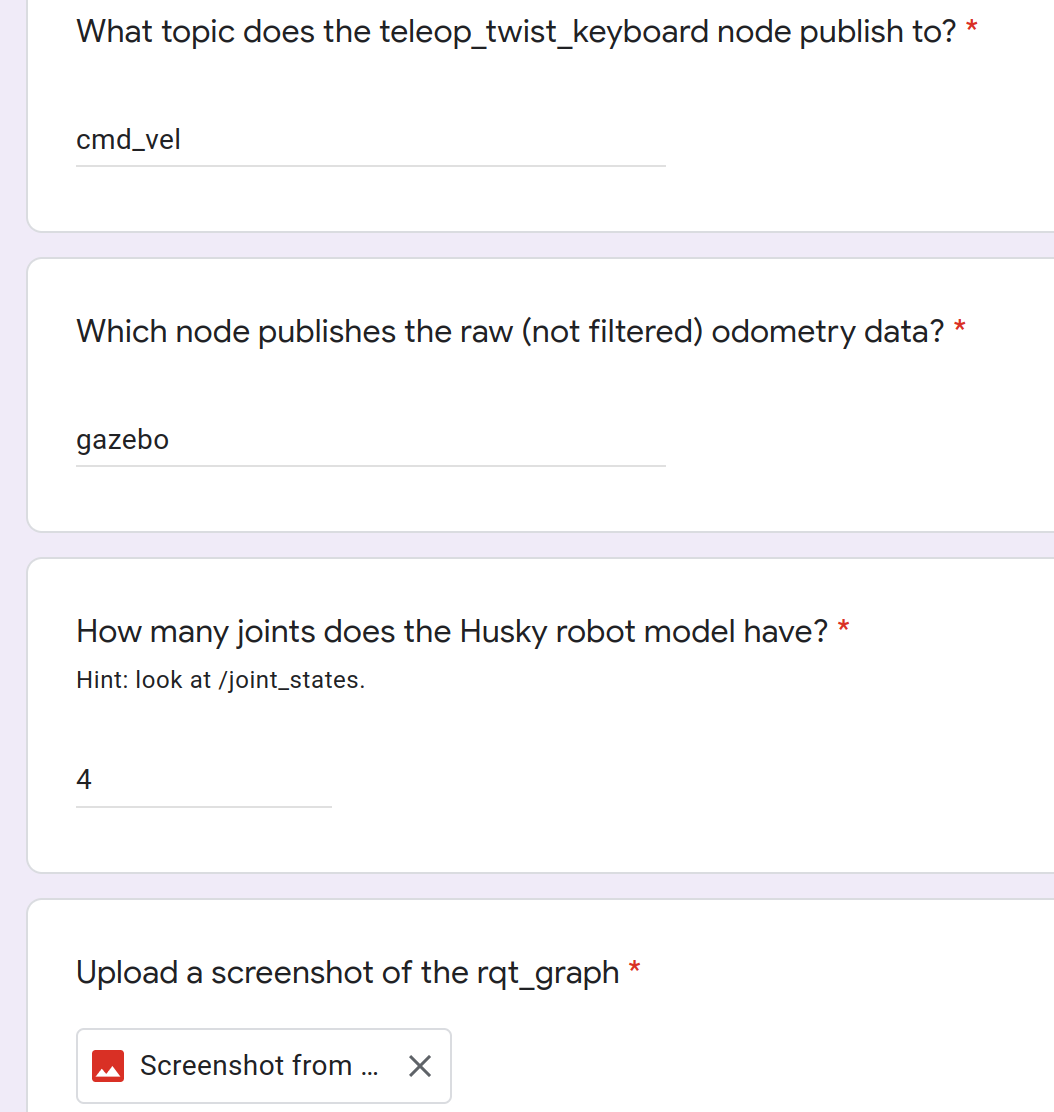 What topic does the teleop_twist_keyboard node publish to? *
cmd_vel
Which node publishes the raw (not filtered) odometry data? *
gazebo
How many joints does the Husky robot model have? *
Hint: look at /joint_states.
4
Upload a screenshot of the rqt_graph *
Screenshot from ...